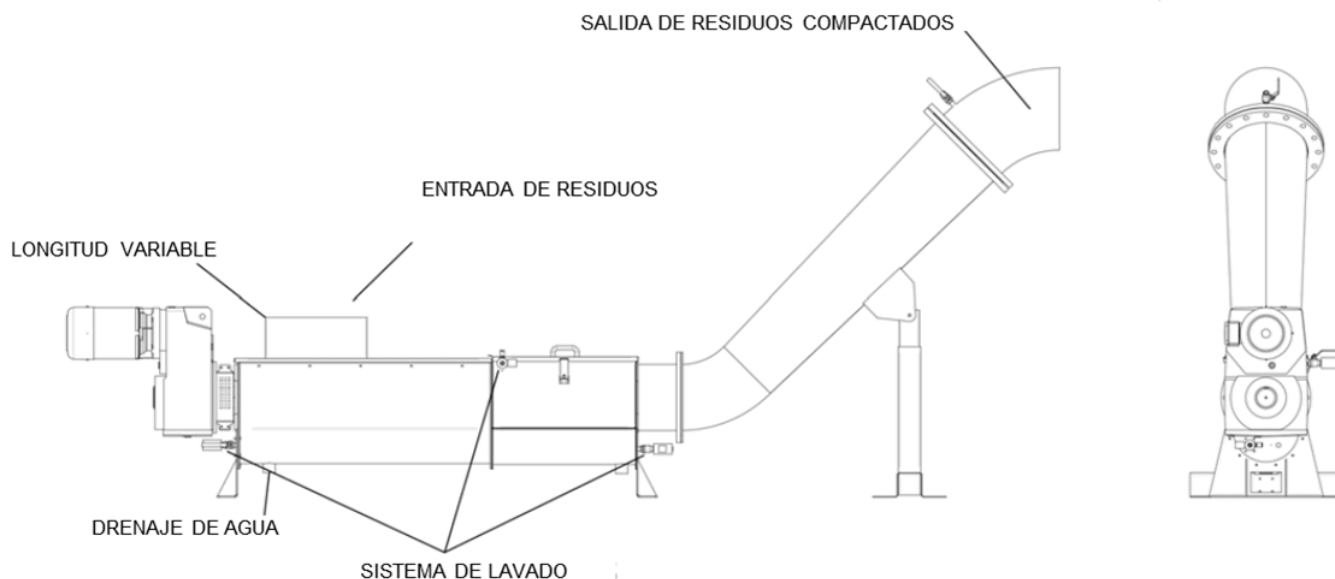 SALIDA DE RESIDUOS COMPACTADOS
ENTRADA DE RESIDUOS
LONGITUD VARIABLE
DRENAJE DE AGUA
SISTEMA DE LAVADO